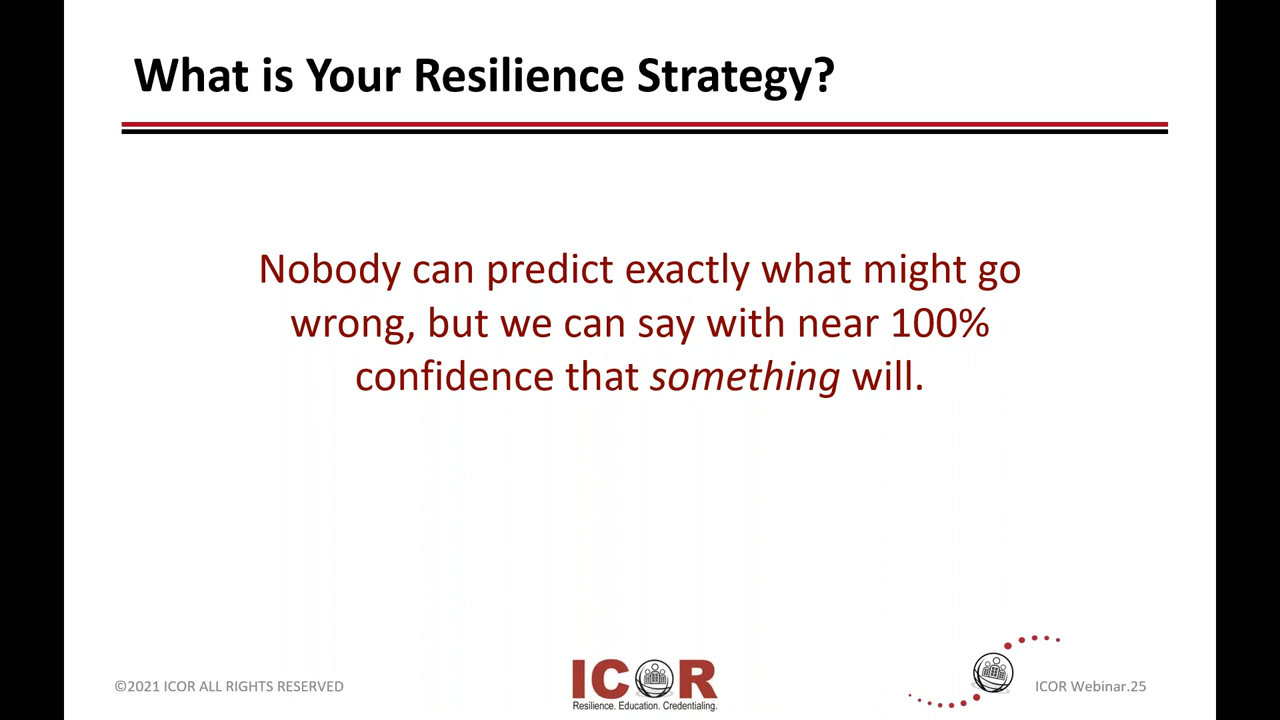 What is Your Resilience Strategy?
Nobody can predict exactly what might go
wrong, but we can say with near 100%
confidence that something will.
©2021 ICOR ALL RIGHTS RESERVED
ICOR
Resilience. Education. Credentialing.
ICOR Webinar.25